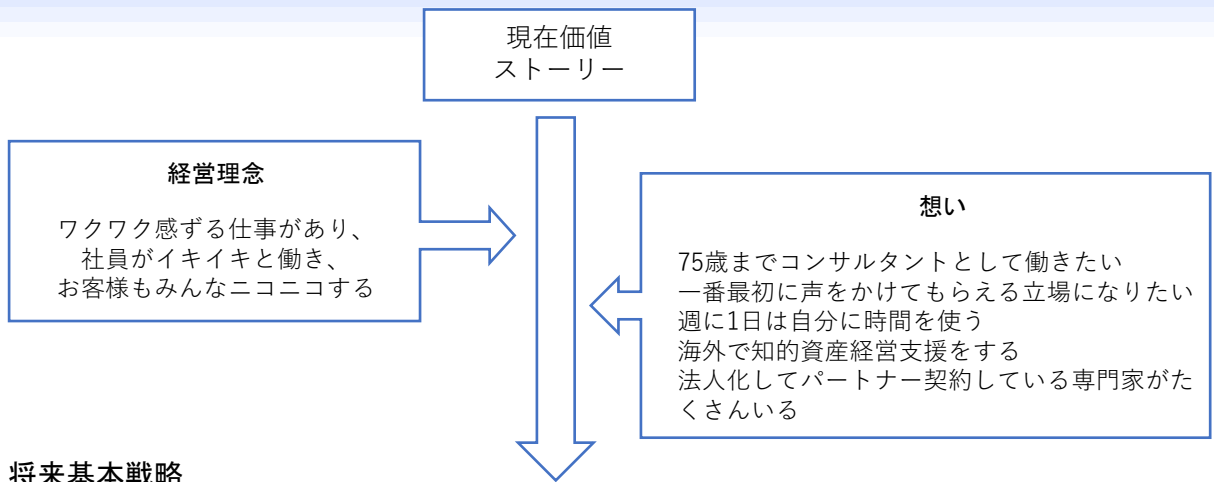 現在価値
ストーリー
経営理念
ワクワク感ずる仕事があり、
社員がイキイキと働き、
お客様もみんなニコニコする
想い
75歳までコンサルタントとして働きたい
一番最初に声をかけてもらえる立場になりたい
週に1日は自分に時間を使う
海外で知的資産経営支援をする
法人化してパートナー契約している専門家がた
くさんいる
将来基本戦略